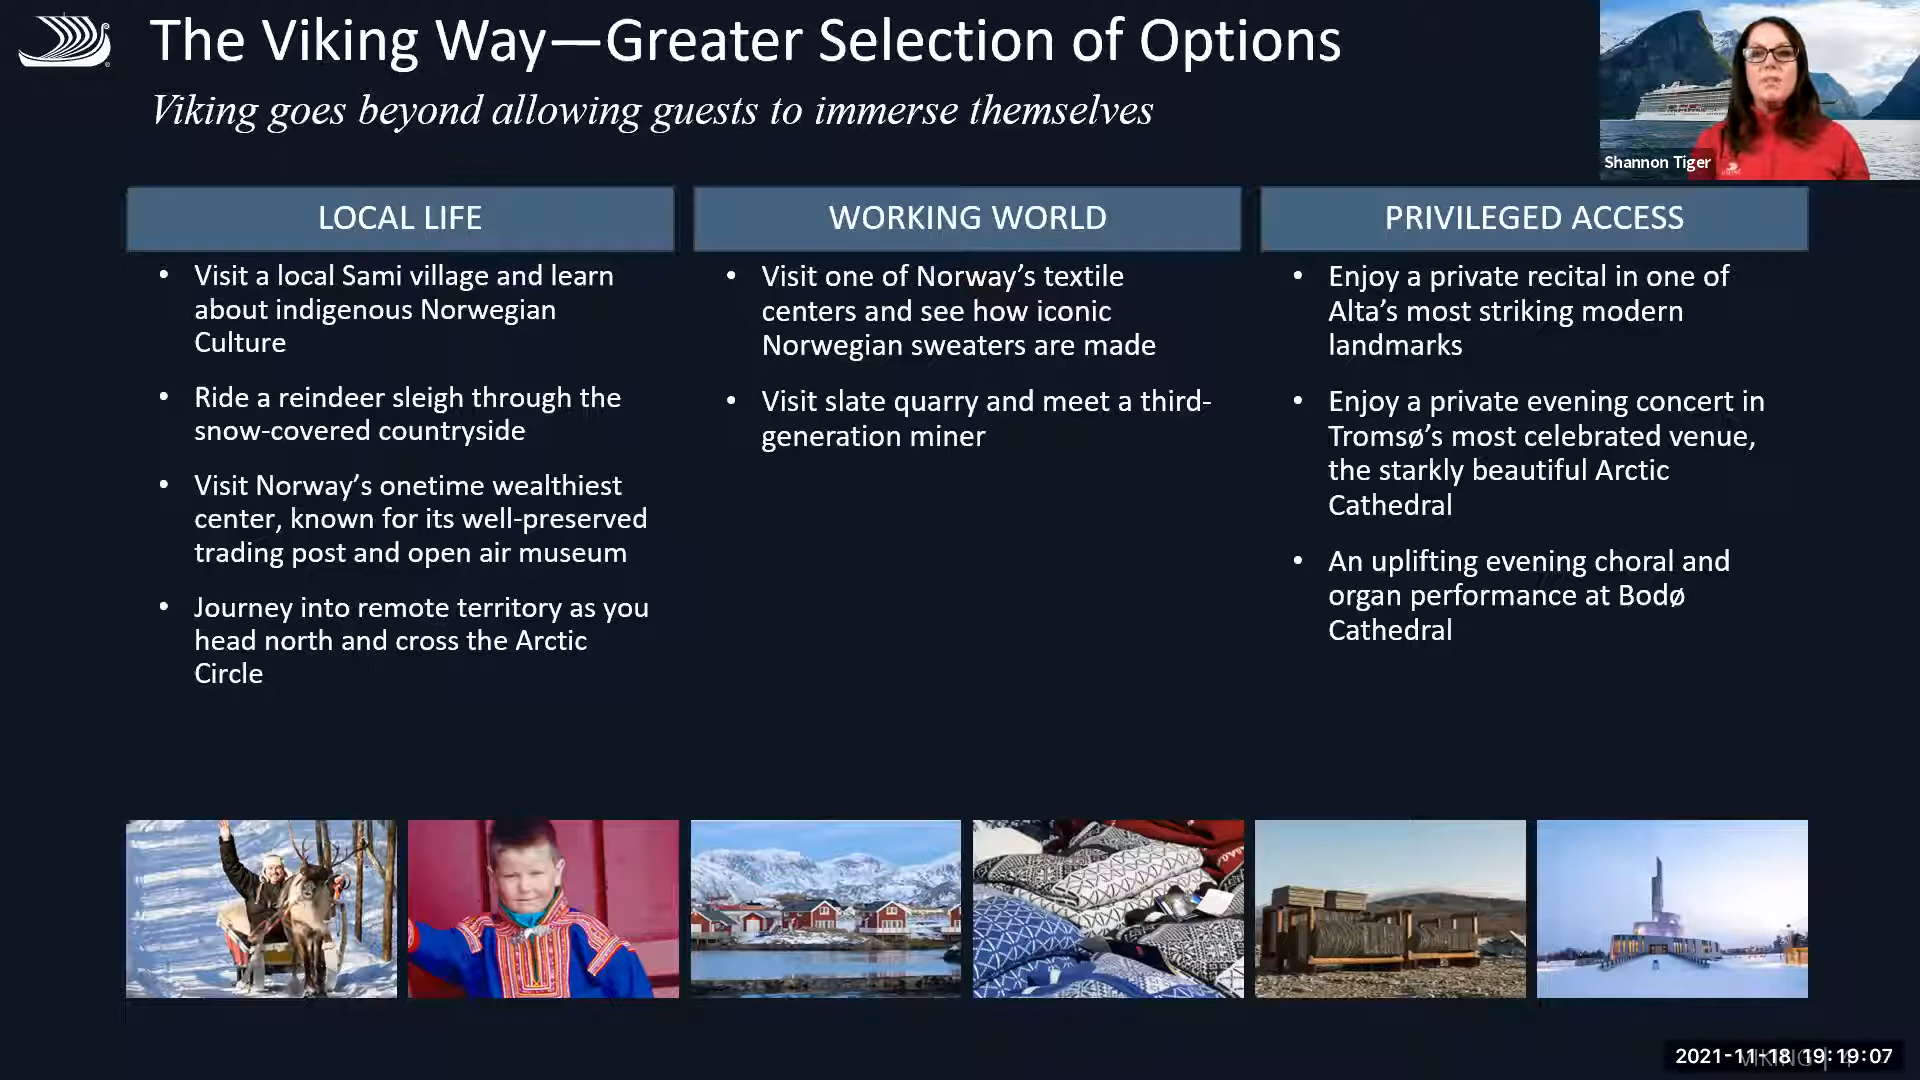 The Viking Way—Greater Selection of Options
Viking goes beyond allowing guests to immerse themselves
Shannon Tiger
LOCAL LIFE
• Visit a local Sami village and learn
about indigenous Norwegian
Culture
• Ride a reindeer sleigh through the
snow-covered countryside
• Visit Norway’s onetime wealthiest
center, known for its well-preserved
trading post and open air museum
• Journey into remote territory as you
head north and cross the Arctic
Circle
WORKING WORLD
• Visit one of Norway’s textile
centers and see how iconic
Norwegian sweaters are made
• Visit slate quarry and meet a third-
generation miner
PRIVILEGED ACCESS
• Enjoy a private recital in one of
Alta’s most striking modern
landmarks
• Enjoy a private evening concert in
Tromsø’s most celebrated venue,
the starkly beautiful Arctic
Cathedral
• An uplifting evening choral and
organ performance at Bodø
Cathedral
2021-11-18 19:19:07